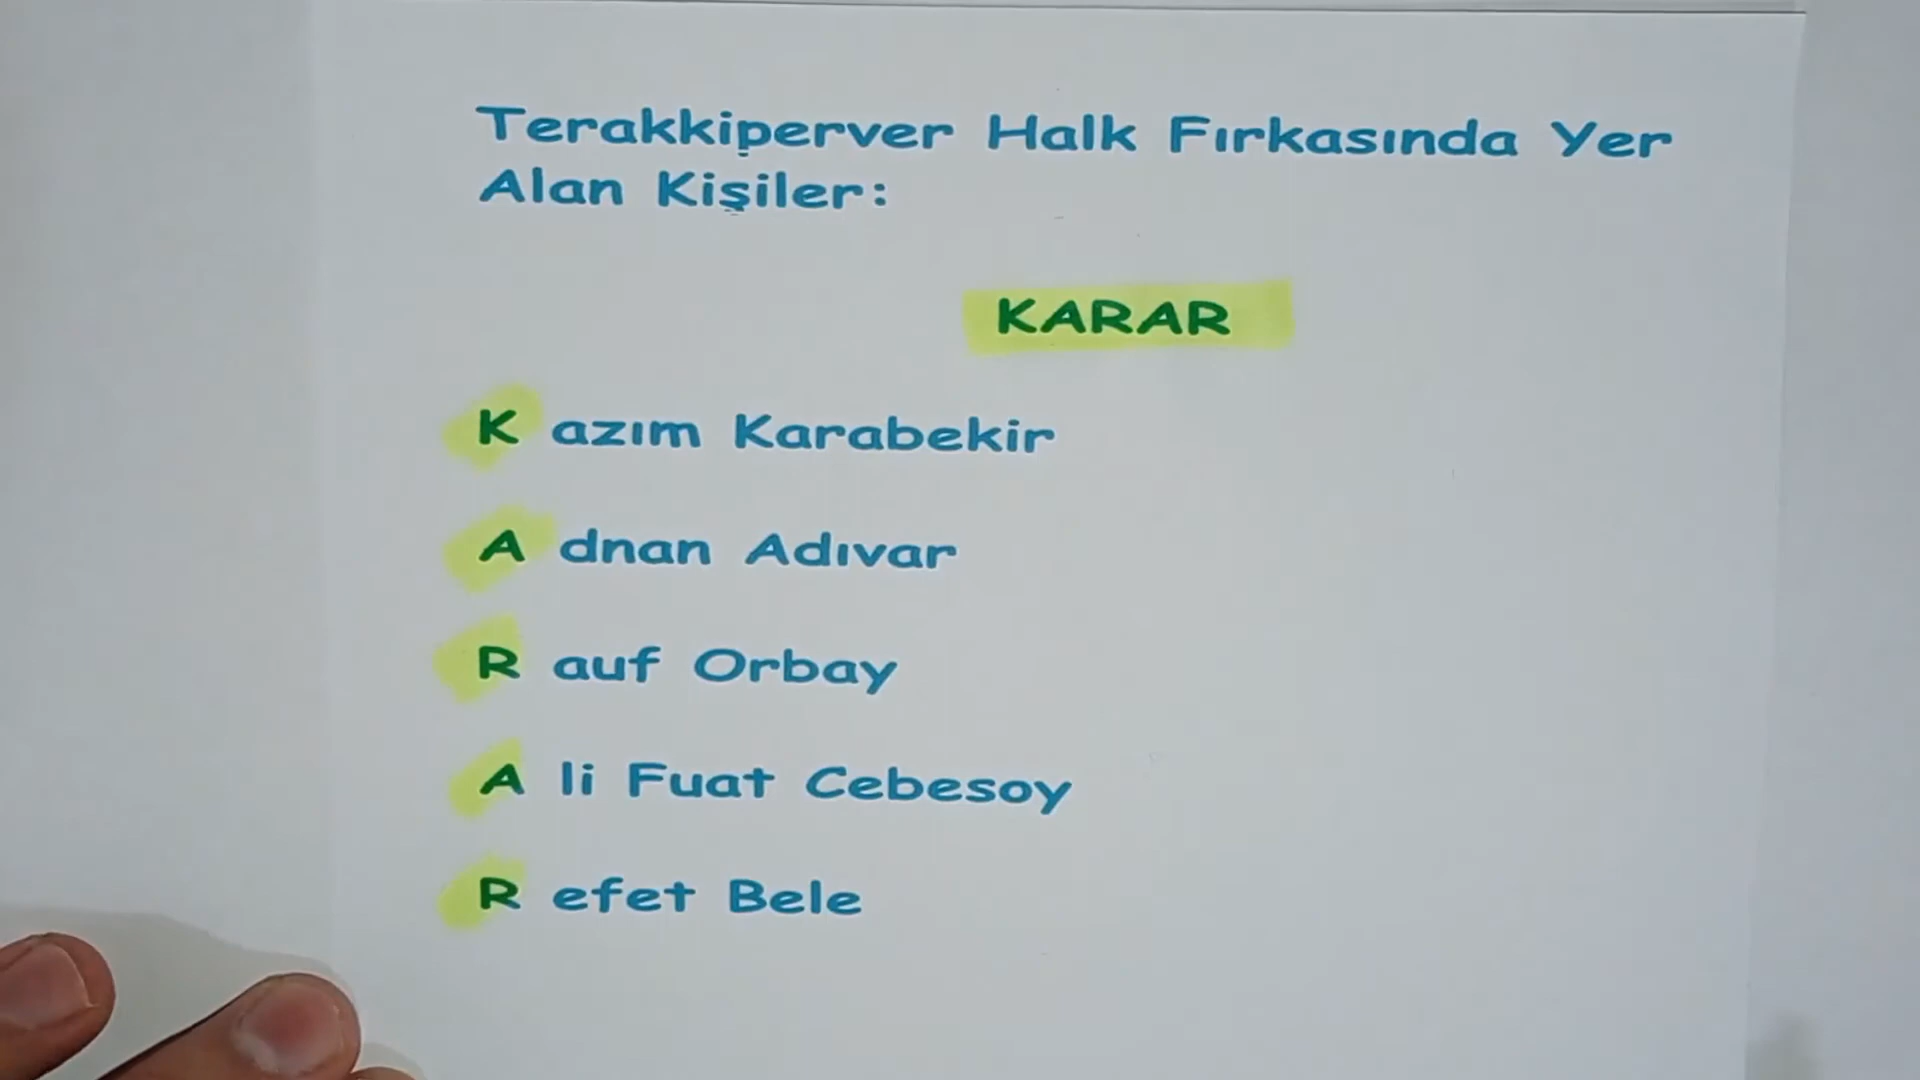 Terakkiperver Halk Fırkasında Yer
Alan Kişiler:
KARAR
K azım Karabekir
A dnan Adıvar
R auf Orbay
A li Fuat Cebesoy
R efet Bele